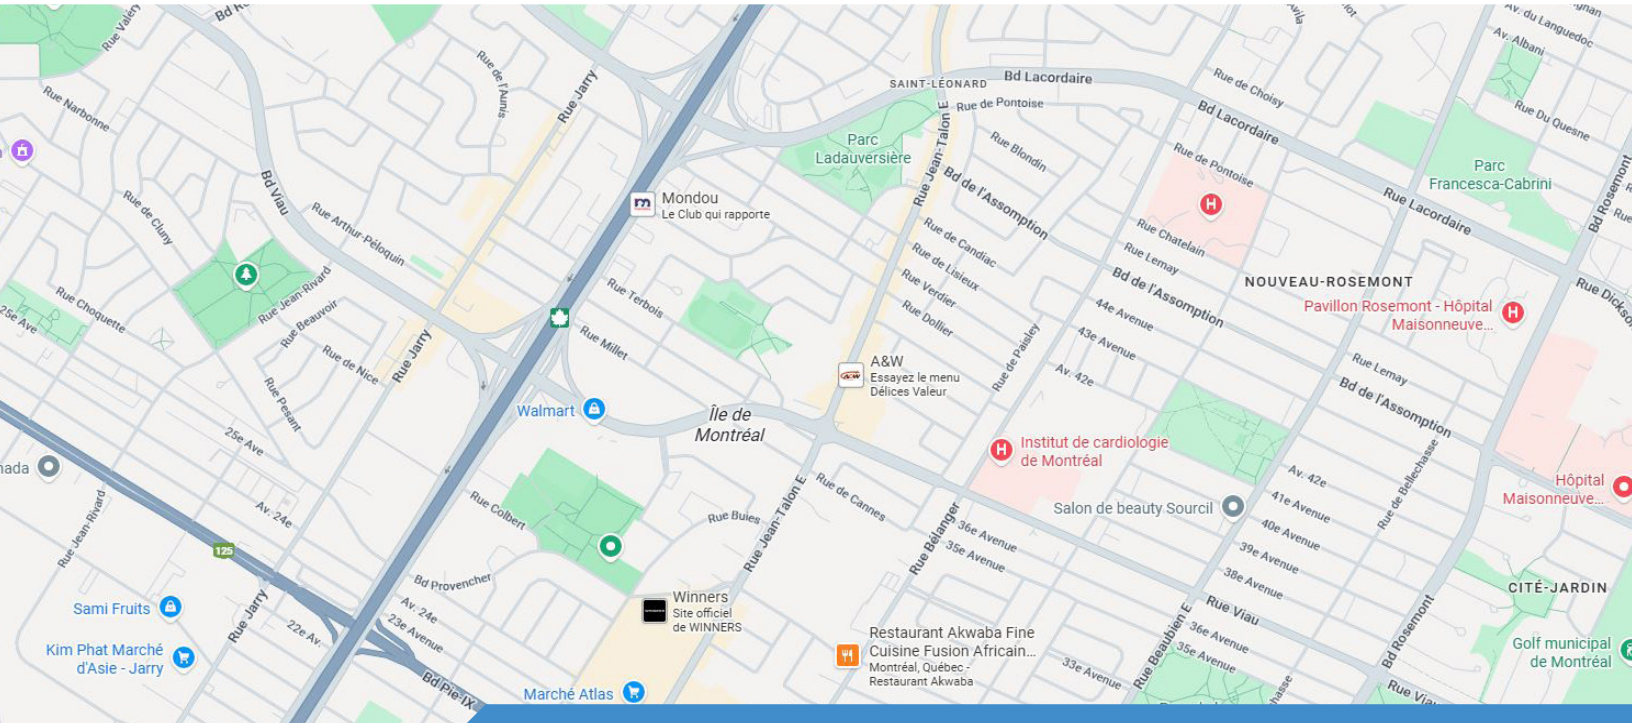 Rue Valéry
Bd Ro
Rue Narbonne
Rue de l'Aunis
Rue Jarry
SAINT-LÉONARD
Bd Lacordaire
Rue de Pontoise
Rue de Choisy
Bd Lacordaire
Avila
Av. du Languedoc
Av. Albani
Rue Du Quesne
Parc
Ladauversière
Rue Jean-Talon E
Rue Blondin
Bd de l'Assomption
Rue de Pontoise
Parc
Francesca-Cabrini
Bd Rosemont
Rue Lacordaire
Bd Viau
Rue de Cluny
Rue Arthur-Péloquin
Mondou
Le Club qui rapporte
Rue de Candiac
Rue de Lisieux
Rue Verdier
Rue Dollier
Rue Chatelain
Rue Lemay
Bd de l'Assomption
NOUVEAU-ROSEMONT
Pavillon Rosemont - Hôpital
Maisonneuve...
Rue Dickson
25e Ave
Rue Choquette
Rue Jean-Rivard
Rue Beauvoir
Rue de Nice
Rue Jarry
Rue Pesant
Rue Terbois
Rue Millet
A&W
Essayez le menu
Délices Valeur
Rue de Paisley
44e Avenue
43e Avenue
Av. 42e
Rue Lemay
Bd de l'Assomption
Walmart
Île de
Montréal
25e Ave
nada
Av. 24e
Rue Jean-Rivard
125
Rue Colbert
Rue Buies
Rue Jean-Talon E
Rue de Cannes
Institut de cardiologie
de Montréal
Rue Bélanger
36e Avenue
35e Avenue
Salon de beauty Sourcil
Av. 42e
41e Avenue
40e Avenue
39e Avenue
38e Avenue
Rue de Bellechasse
Hôpital
Maisonneuve...
CITÉ-JARDIN
Sami Fruits
Rue Jarry
22e Av.
Kim Phat Marché
d'Asie - Jarry
Bd Provencher
Av. 24e
23e Avenue
Bd Pie-IX
Winners
Site officiel
de WINNERS
Marché Atlas
Restaurant Akwaba Fine
Cuisine Fusion Africain...
Montréal, Québec -
Restaurant Akwaba
33e Avenue
Rue Beaubien E
Rue Viau
36e Avenue
35e Avenue
Bd Rosemont
Golf municipal
de Montréal
Rue Viau
hasse